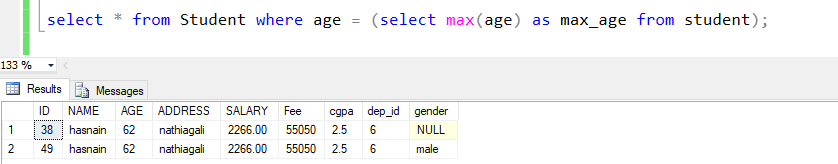 select * from Student where age = (select max(age) as max_age from student);
133 %
Results Messages
ID NAME AGE ADDRESS SALARY Fee cgpa dep_id gender
1 38 hasnain 62 nathiagali 2266.00 55050 2.5 6 NULL
2 49 hasnain 62 nathiagali 2266.00 55050 2.5 6 male